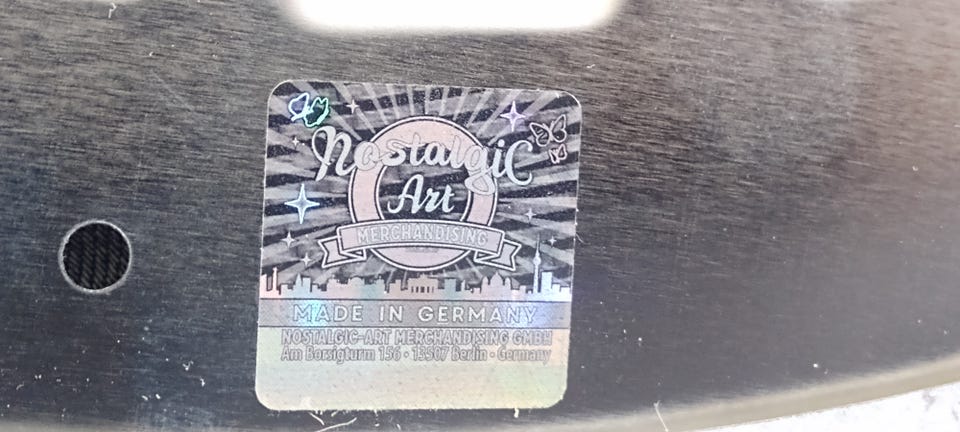 Nostalgic
Art
MERCHANDISING
MADE IN GERMANY
NOSTALGIC-ART MERCHANDISING GMBH
Am Borsigturm 156 • 13507 Berlin • Germany